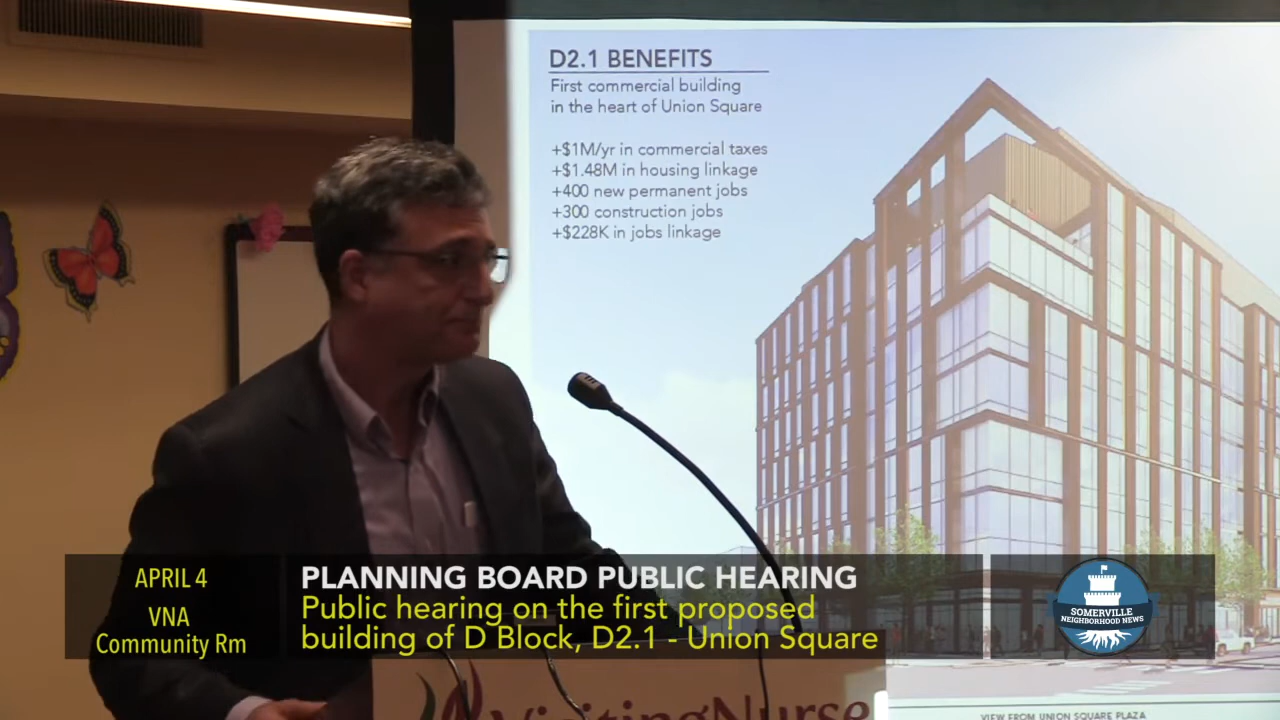 D2.1 BENEFITS
First commercial building
in the heart of Union Square
+$1M/yr in commercial taxes
+$1.48M in housing linkage
+400 new permanent jobs
+300 construction jobs
+$228K in jobs linkage
APRIL 4
VNA
Community Rm
PLANNING BOARD PUBLIC HEARING
Public hearing on the first proposed
building of D Block, D2.1 - Union Square
SOMERVILLE
NEIGHBORHOOD NEWS
VisitingNurse
VIEW FROM UNION SQUARE PLAZA